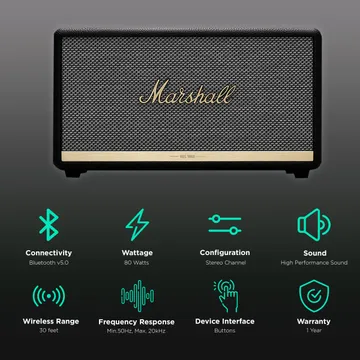 Marshall
Connectivity
Bluetooth v5.0
Wattage
80 Watts
Configuration
Stereo Channel
Sound
High Performance Sound
Wireless Range
30 feet
Frequency Response
Min.50Hz, Max, 20kHz
Device Interface
Buttons
Warranty
1 Year